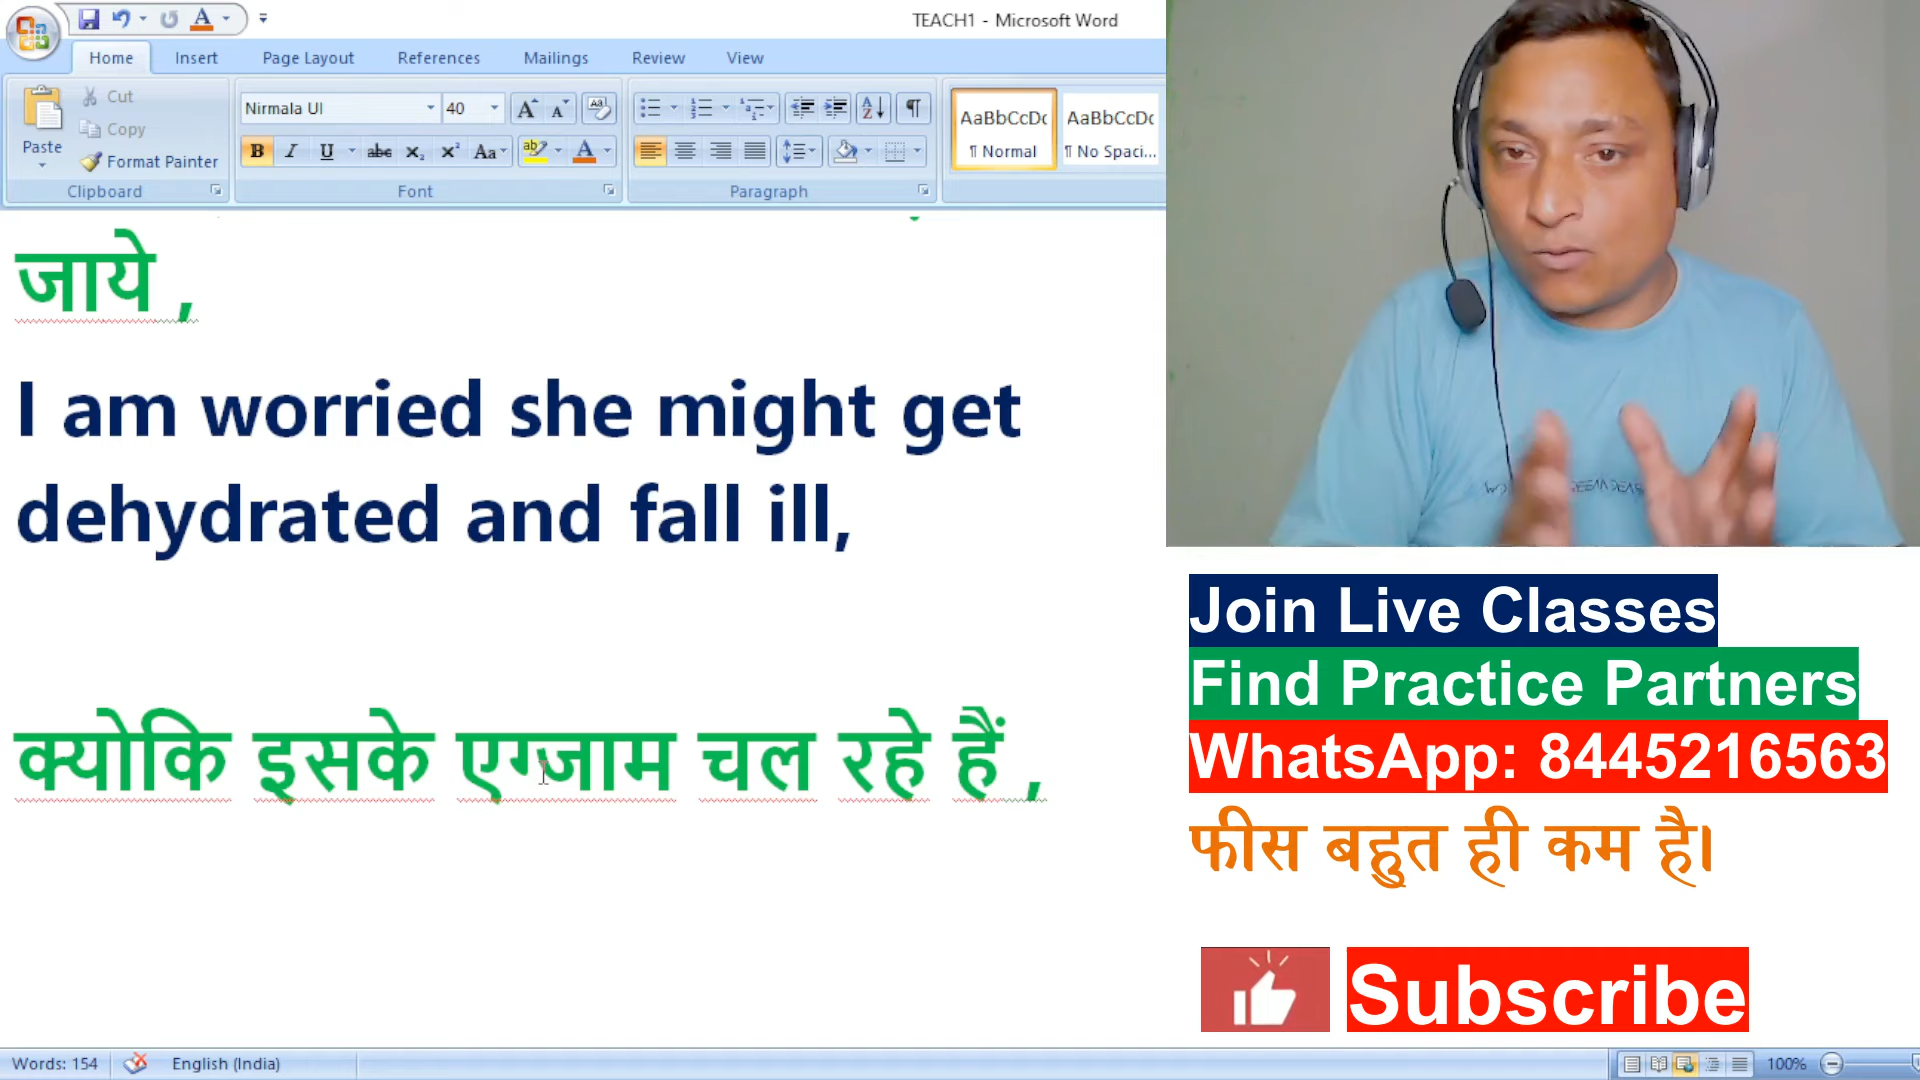 TEACH1 - Microsoft Word
Home Insert Page Layout References Mailings Review View
Paste
Cut
Copy
Format Painter
Clipboard
Nirmala UI 40
Font
Paragraph
AaBbCcDc AaBbCcDc
¶ Normal ¶ No Spaci...
जाये ,
I am worried she might get
dehydrated and fall ill,
क्योकि इसके एग्जाम चल रहे हैं ,
Join Live Classes
Find Practice Partners
WhatsApp: 8445216563
फीस बहुत ही कम है।
Subscribe
Words: 154 English (India) 100%